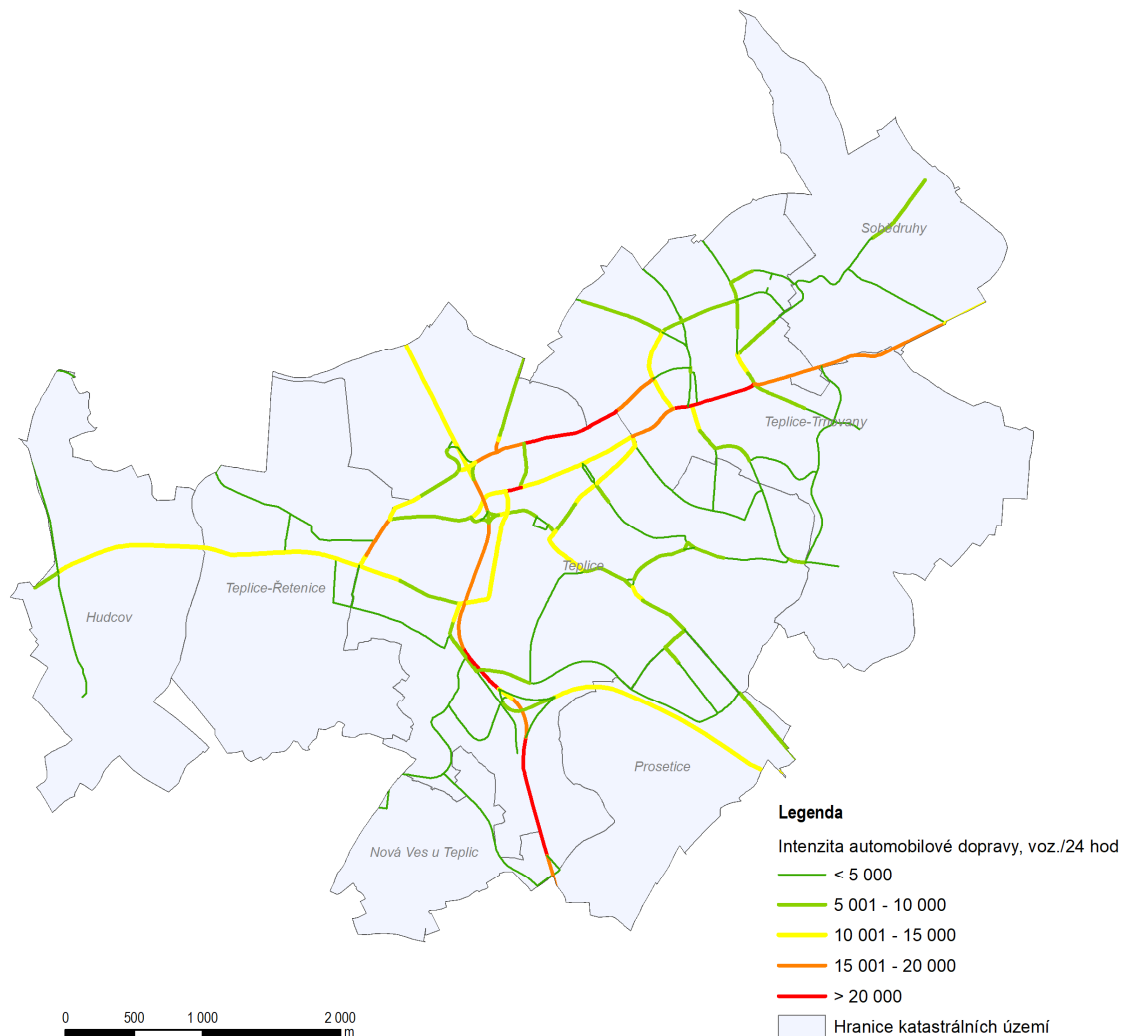 Sobědruhy
Teplice-Trnovany
Teplice
Teplice-Řetenice
Hudcov
Prosetice
Nová Ves u Teplic
Legenda
Intenzita automobilové dopravy, voz./24 hod
< 5 000
5 001 - 10 000
10 001 - 15 000
15 001 - 20 000
> 20 000
Hranice katastrálních území
0 500 1 000 2 000
m